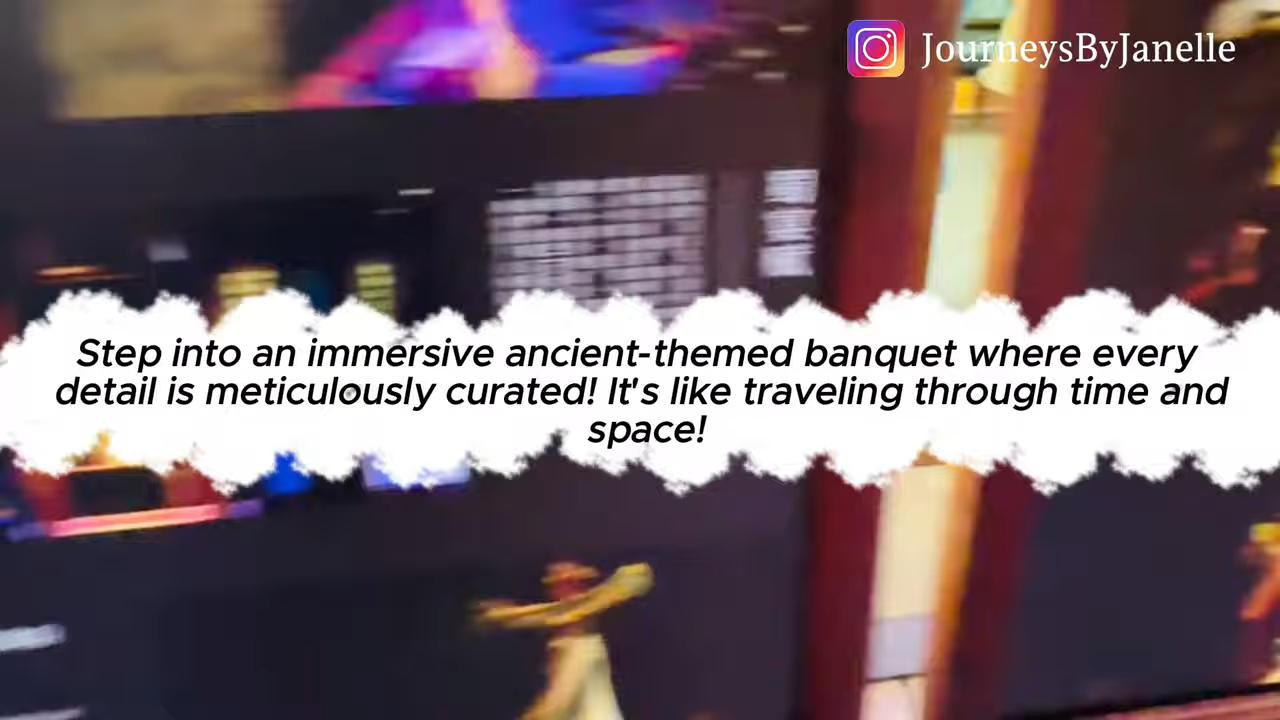 JourneysByJanelle
Step into an immersive ancient-themed banquet where every
detail is meticulously curated! It's like traveling through time and
space!